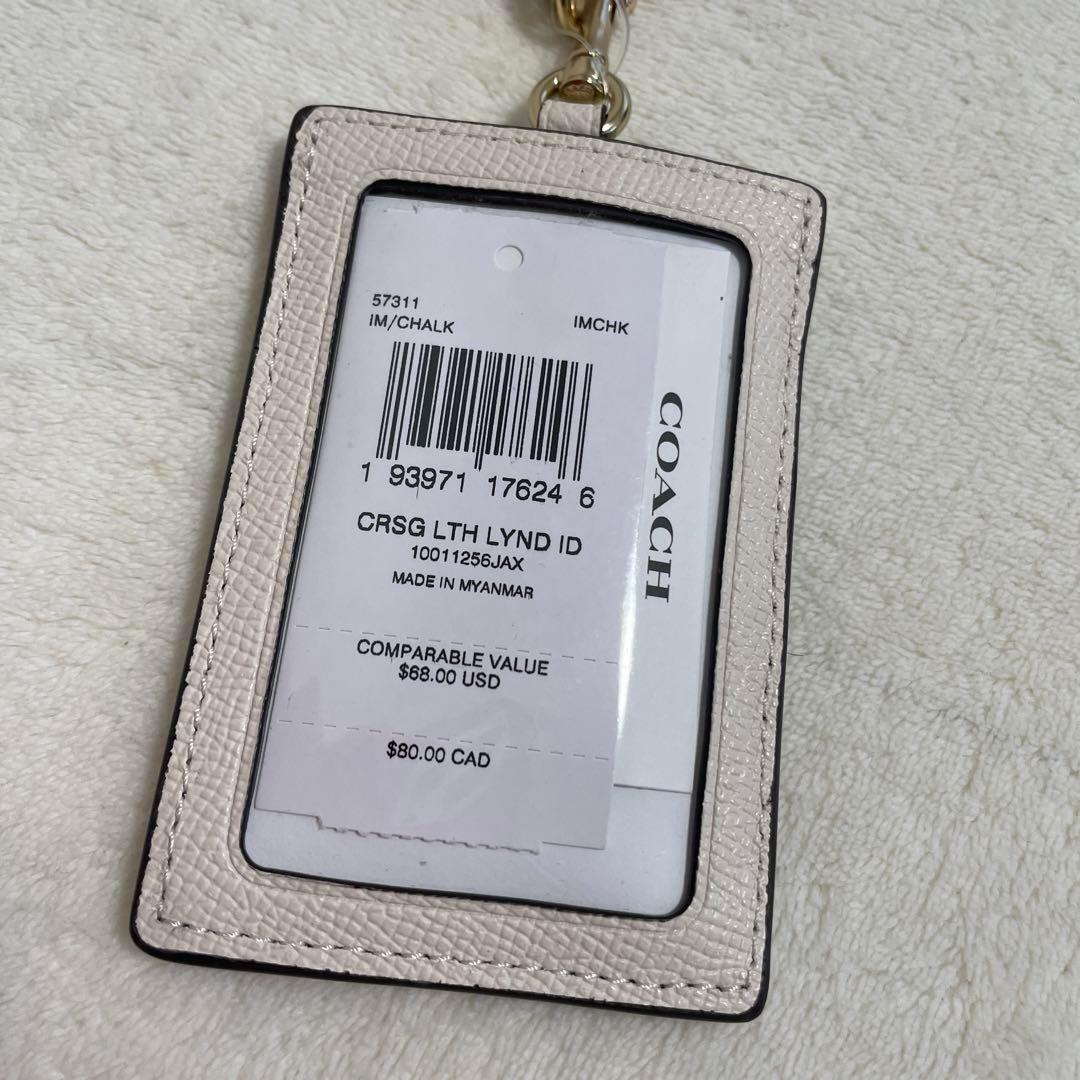 57311
IM/CHALK IMCHK
1 93971 17624 6
CRSG LTH LYND ID
10011256JAX
MADE IN MYANMAR
COMPARABLE VALUE
$68.00 USD
$80.00 CAD
COACH